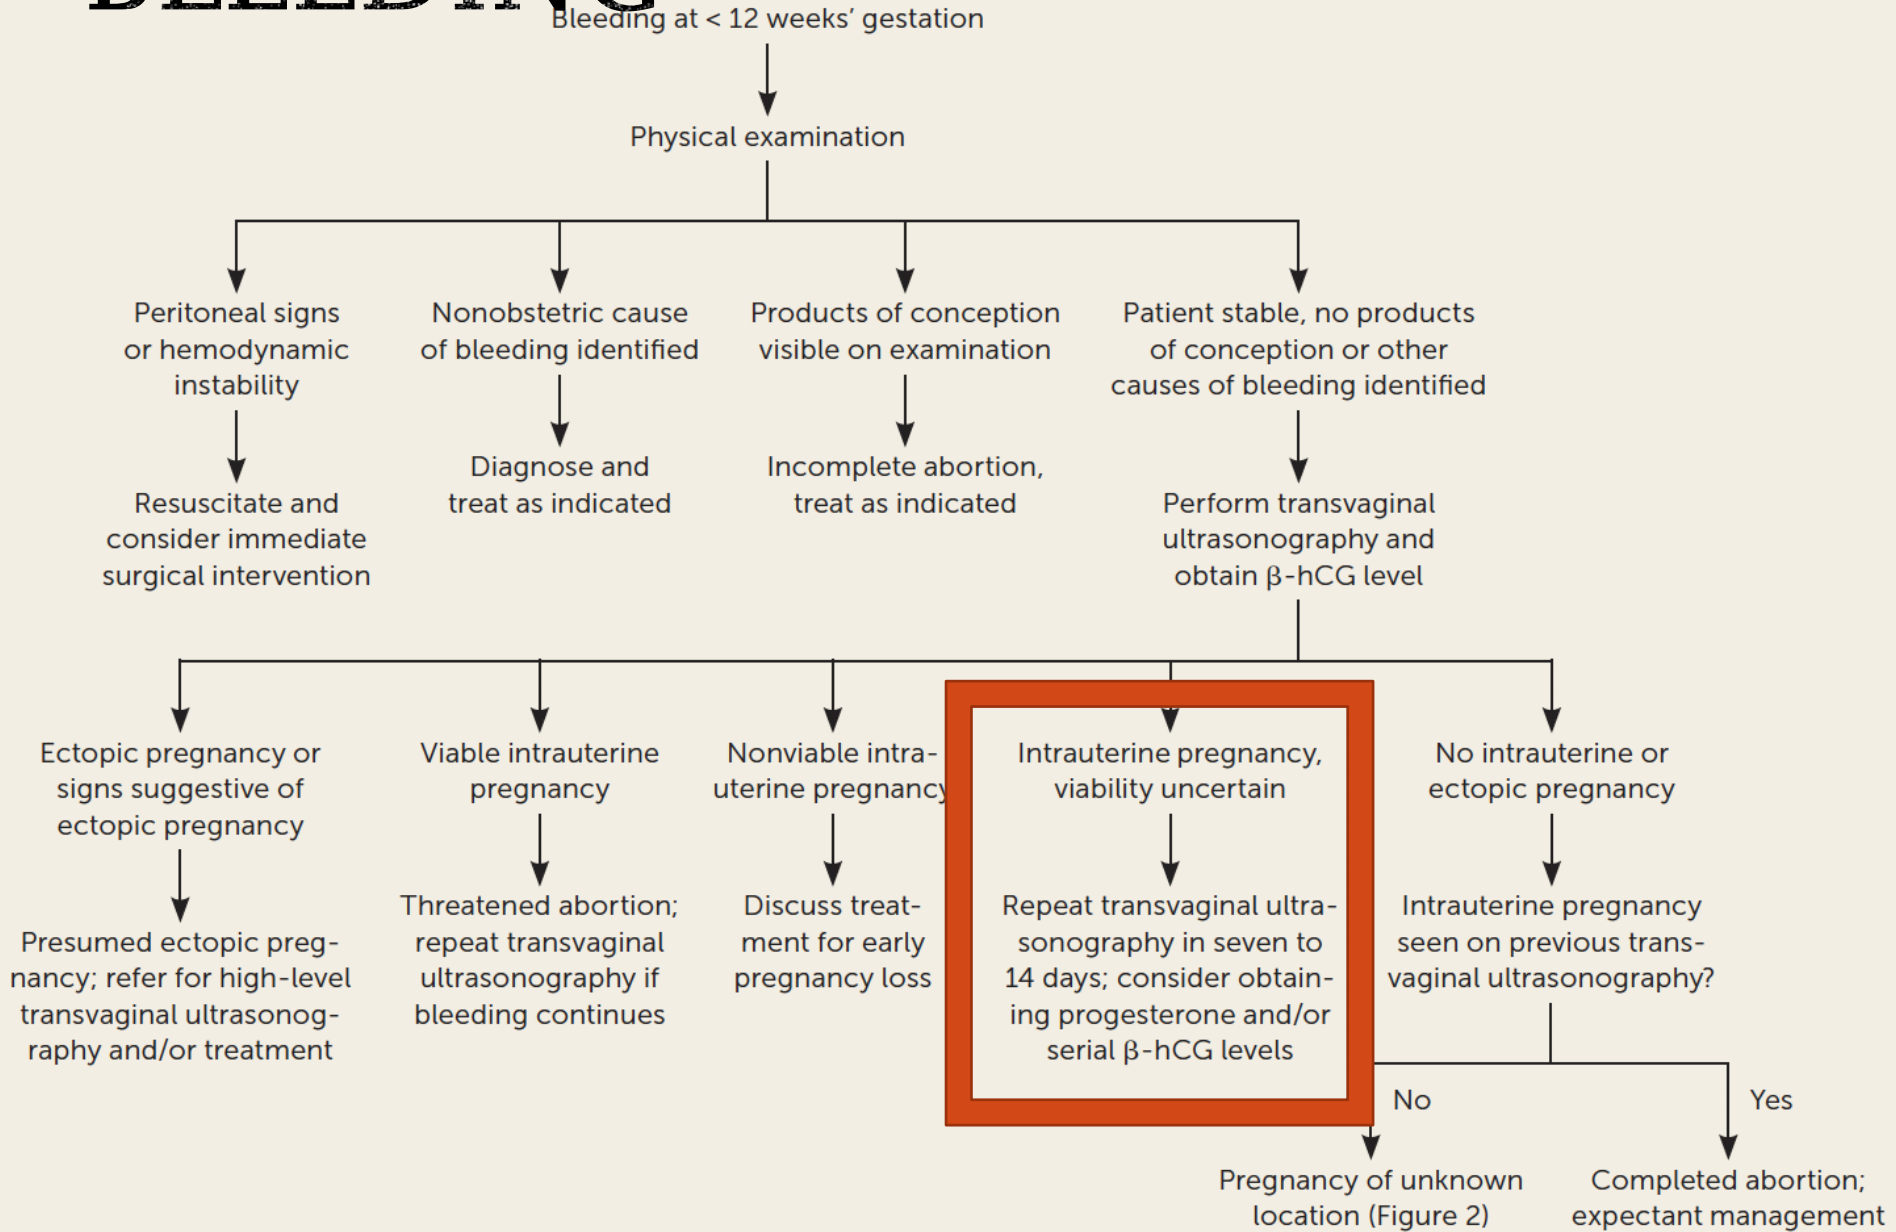 BLEEDING
Bleeding at < 12 weeks' gestation
Physical examination
Peritoneal signs
or hemodynamic
instability
Nonobstetric cause
of bleeding identified
Products of conception
visible on examination
Patient stable, no products
of conception or other
causes of bleeding identified
Resuscitate and
consider immediate
surgical intervention
Diagnose and
treat as indicated
Incomplete abortion,
treat as indicated
Perform transvaginal
ultrasonography and
obtain β-hCG level
Ectopic pregnancy or
signs suggestive of
ectopic pregnancy
Viable intrauterine
pregnancy
Nonviable intra-
uterine pregnancy
Intrauterine pregnancy,
viability uncertain
No intrauterine or
ectopic pregnancy
Presumed ectopic preg-
nancy; refer for high-level
transvaginal ultrasonog-
raphy and/or treatment
Threatened abortion;
repeat transvaginal
ultrasonography if
bleeding continues
Discuss treat-
ment for early
pregnancy loss
Repeat transvaginal ultra-
sonography in seven to
14 days; consider obtain-
ing progesterone and/or
serial β-hCG levels
Intrauterine pregnancy
seen on previous trans-
vaginal ultrasonography?
No
Yes
Pregnancy of unknown
location (Figure 2)
Completed abortion;
expectant management